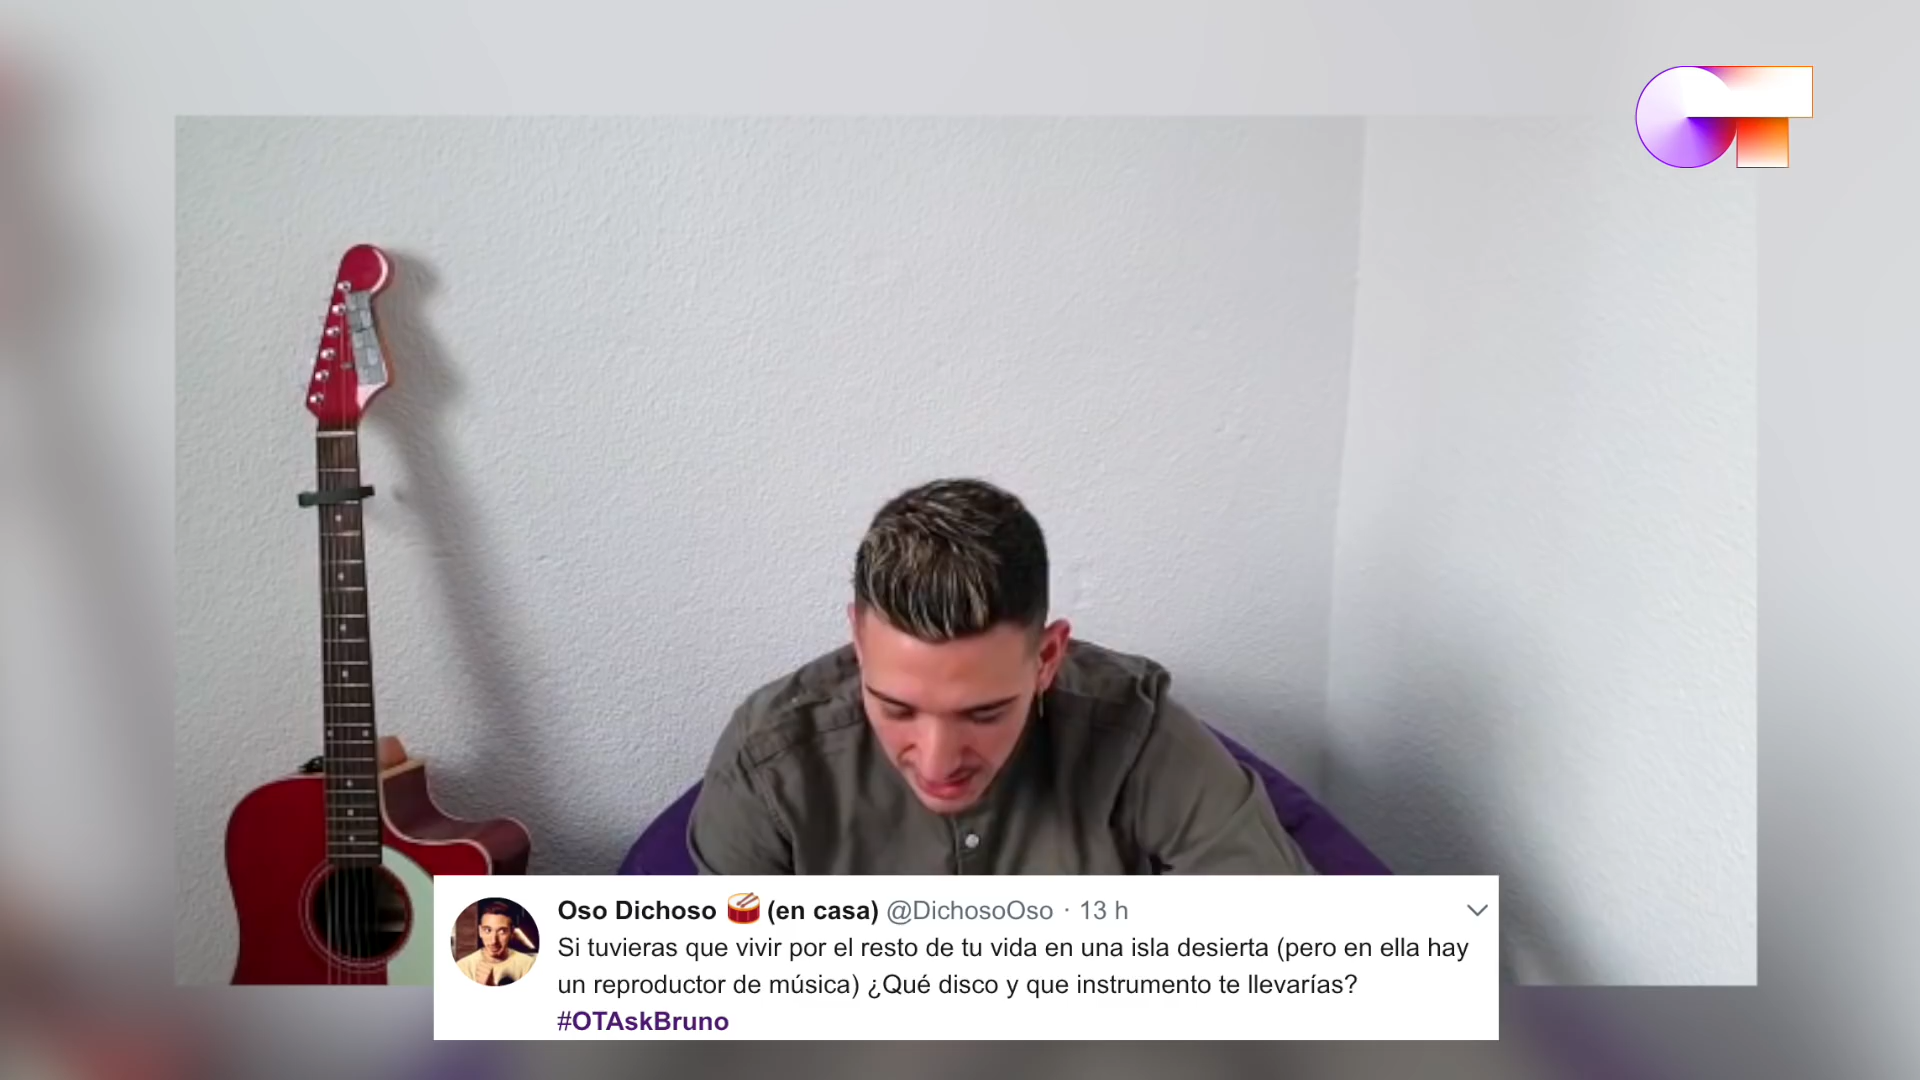 OT
Oso Dichoso 🥁 (en casa) @DichosoOso · 13 h
Si tuvieras que vivir por el resto de tu vida en una isla desierta (pero en ella hay
un reproductor de música) ¿Qué disco y que instrumento te llevarías?
#OTAskBruno